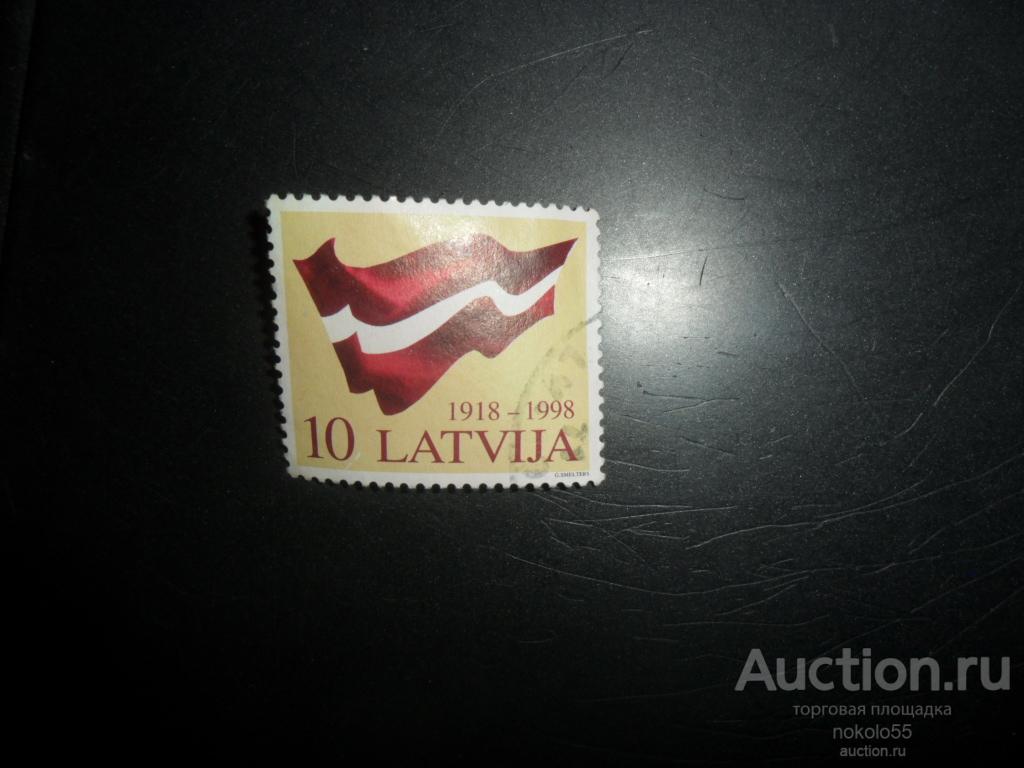 1918 – 1998
10 LATVIJA
G.SMELTERS
Auction.ru
торговая площадка
nokolo55
auction.ru